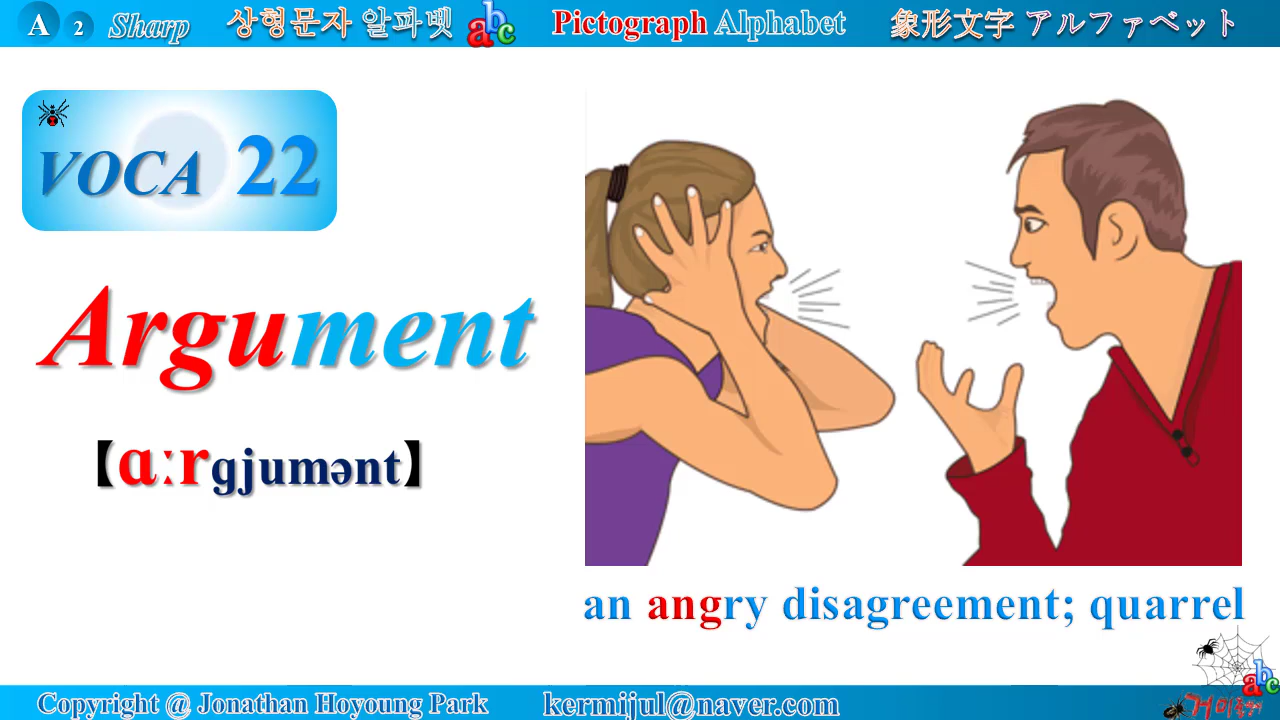 A 2 Sharp 상형문자 알파벳 abc Pictograph Alphabet 象形文字 アルファベット
VOCA 22
Argument
【ɑːrgjumənt】
an angry disagreement; quarrel
abc
Copyright @ Jonathan Hoyoung Park kermijul@naver.com